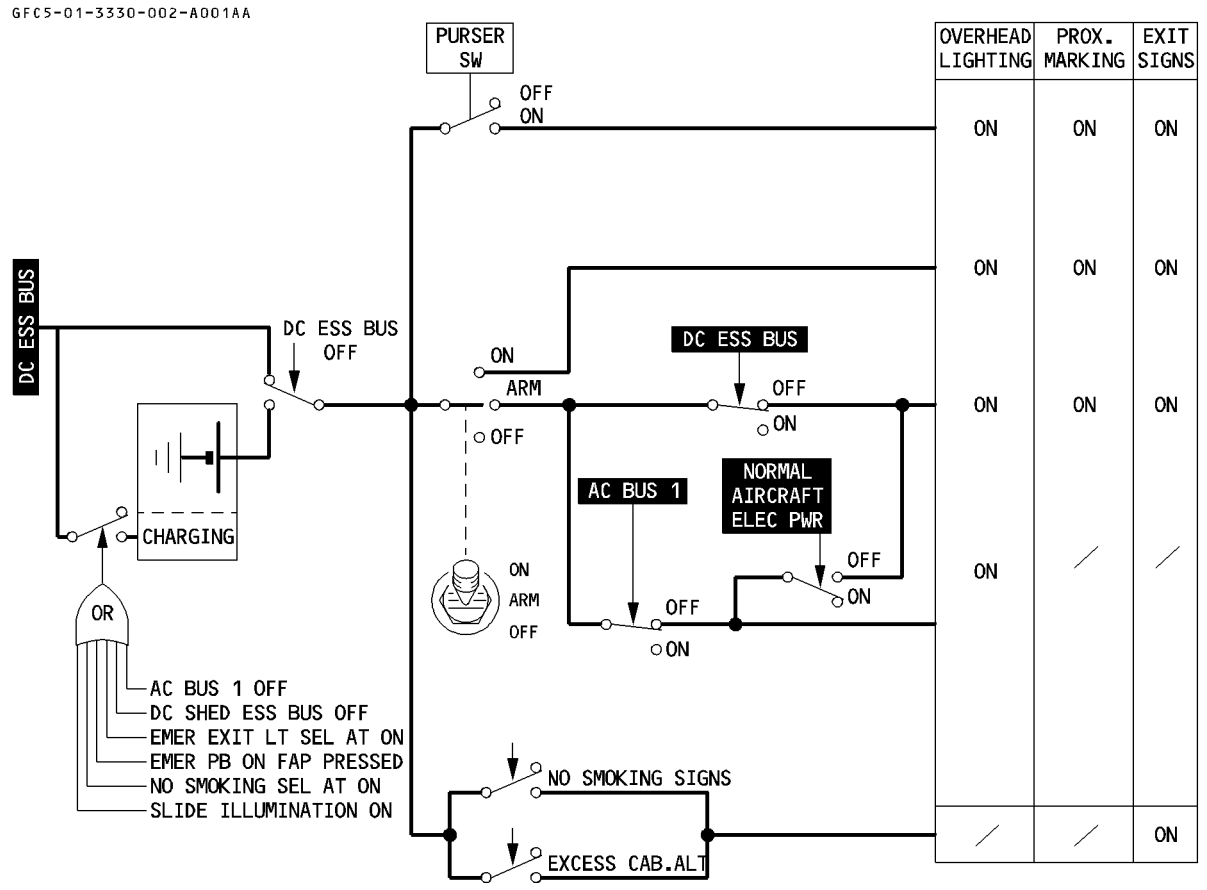 GFC5-01-3330-002-A001AA
PURSER
SW
OFF
ON
OVERHEAD
LIGHTING
PROX.
MARKING
EXIT
SIGNS
ON ON ON
ON ON ON
DC ESS BUS
DC ESS BUS
OFF
ON
ARM
OFF
DC ESS BUS
OFF
ON
ON ON ON
CHARGING
AC BUS 1
NORMAL
AIRCRAFT
ELEC PWR
OFF
ON
OFF
ON
ON / /
ON
ARM
OFF
OR
AC BUS 1 OFF
DC SHED ESS BUS OFF
EMER EXIT LT SEL AT ON
EMER PB ON FAP PRESSED
NO SMOKING SEL AT ON
SLIDE ILLUMINATION ON
NO SMOKING SIGNS
EXCESS CAB.ALT
/ / ON